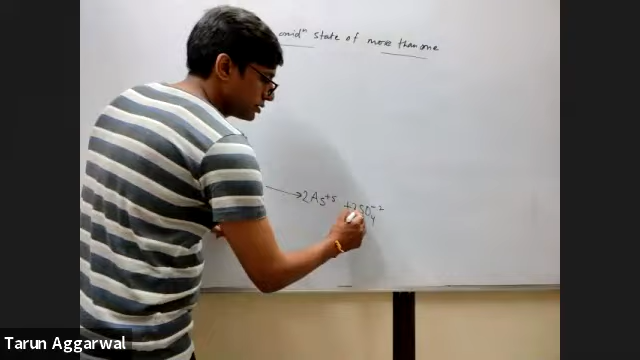 oxidⁿ state of more than one
→ 2As⁺⁵ + 3SO₄⁻²
Tarun Aggarwal